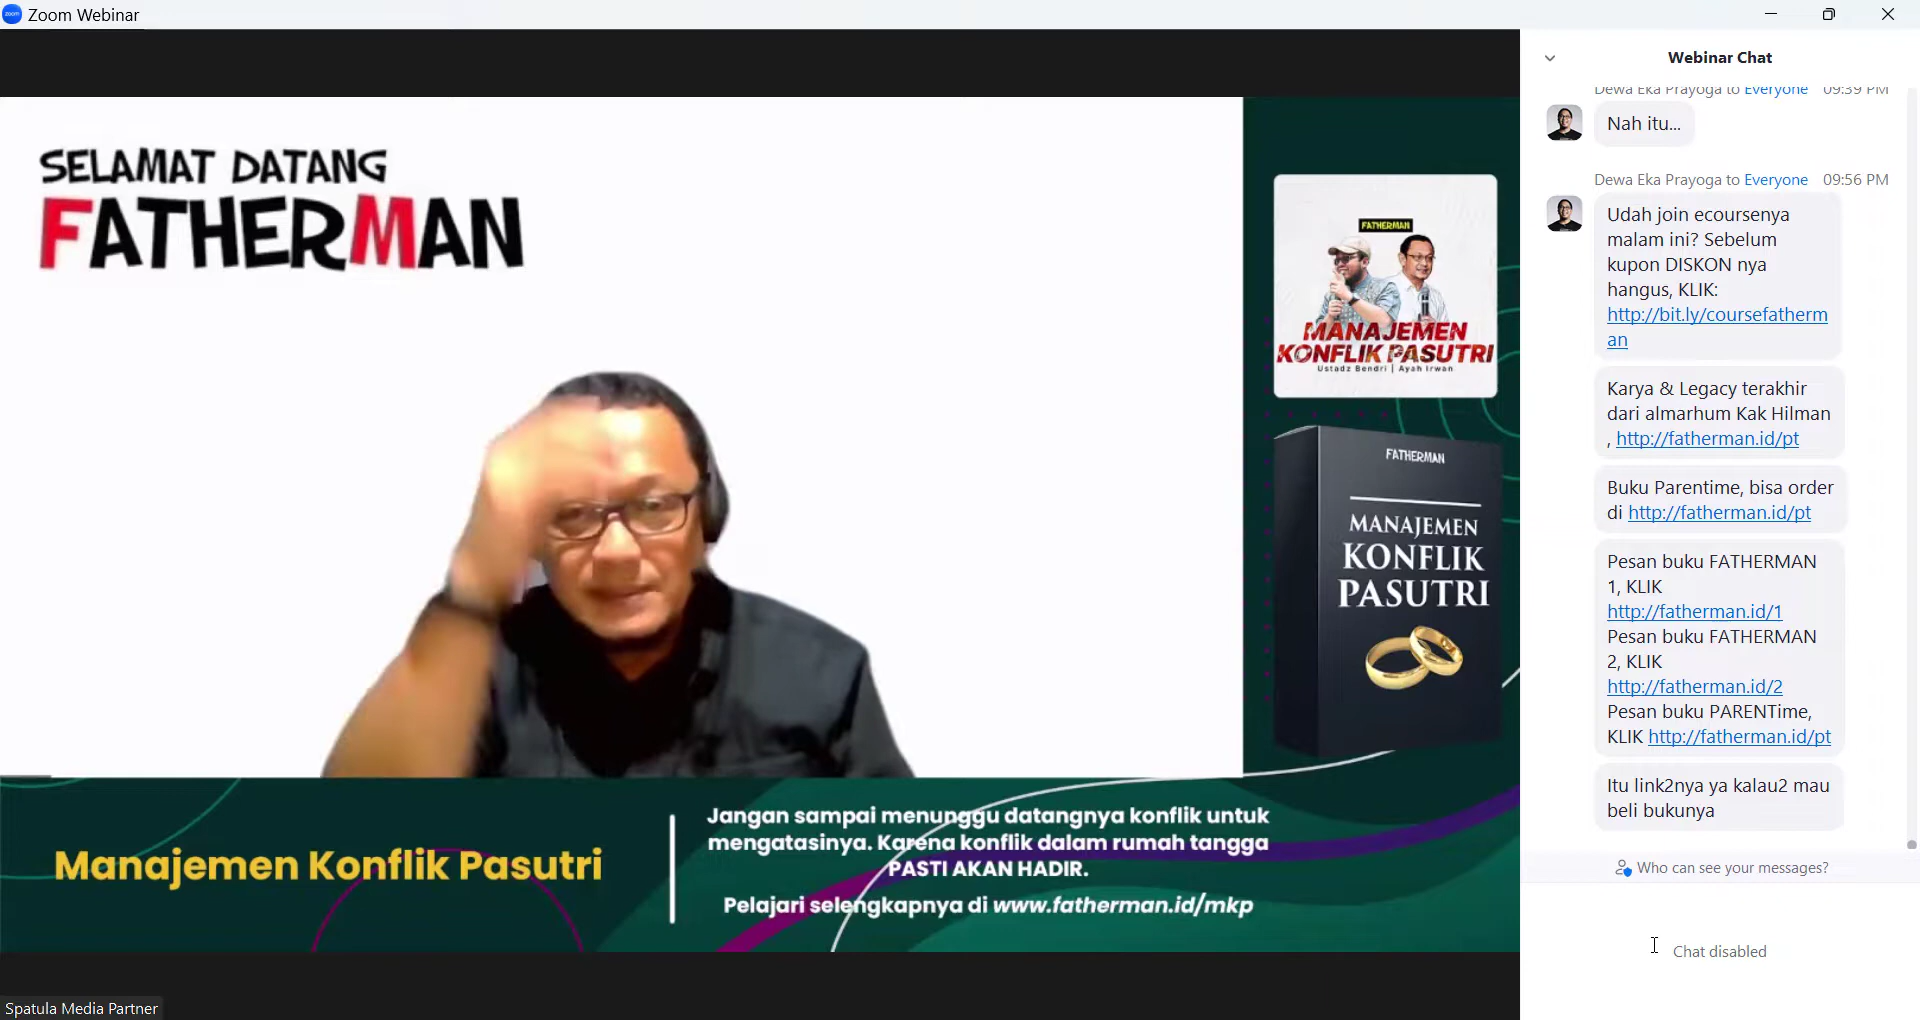 zoom
Zoom Webinar
SELAMAT DATANG
FATHERMAN
FATHERMAN
MANAJEMEN
KONFLIK PASUTRI
Ustadz Bendri | Ayah Irwan
FATHERMAN
MANAJEMEN
KONFLIK
PASUTRI
Manajemen Konflik Pasutri
Jangan sampai menunggu datangnya konflik untuk
mengatasinya. Karena konflik dalam rumah tangga
PASTI AKAN HADIR.
Pelajari selengkapnya di www.fatherman.id/mkp
Spatula Media Partner
Webinar Chat
Dewa Eka Prayoga to Everyone 09:39 PM
Nah itu...
Dewa Eka Prayoga to Everyone 09:56 PM
Udah join ecoursenya
malam ini? Sebelum
kupon DISKON nya
hangus, KLIK:
http://bit.ly/coursefatherm
an
Karya & Legacy terakhir
dari almarhum Kak Hilman
, http://fatherman.id/pt
Buku Parentime, bisa order
di http://fatherman.id/pt
Pesan buku FATHERMAN
1, KLIK
http://fatherman.id/1
Pesan buku FATHERMAN
2, KLIK
http://fatherman.id/2
Pesan buku PARENTime,
KLIK http://fatherman.id/pt
Itu link2nya ya kalau2 mau
beli bukunya
Who can see your messages?
Chat disabled